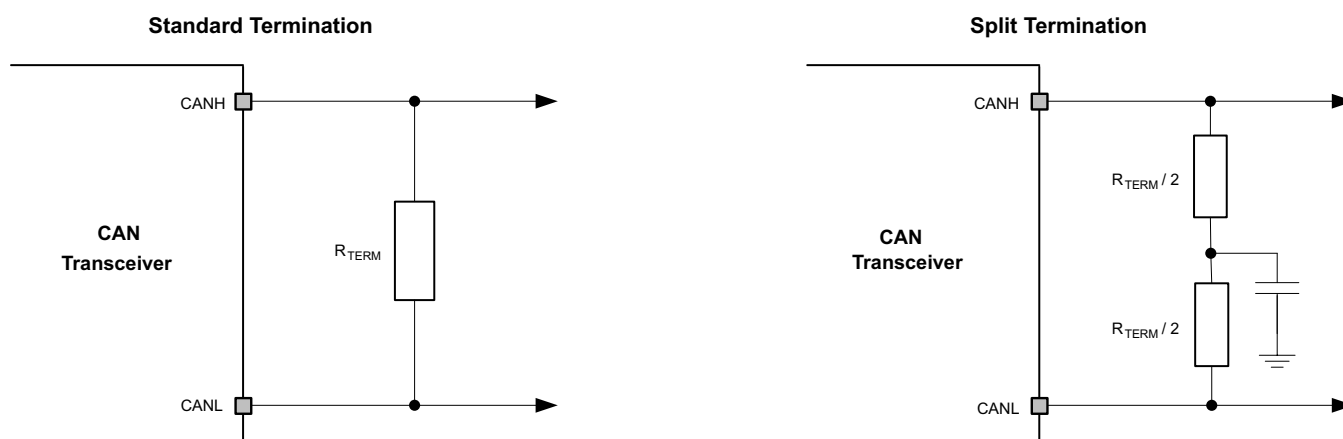 Standard Termination
CANH
CAN
Transceiver
RTERM
CANL
Split Termination
CANH
CAN
Transceiver
RTERM / 2
RTERM / 2
CANL